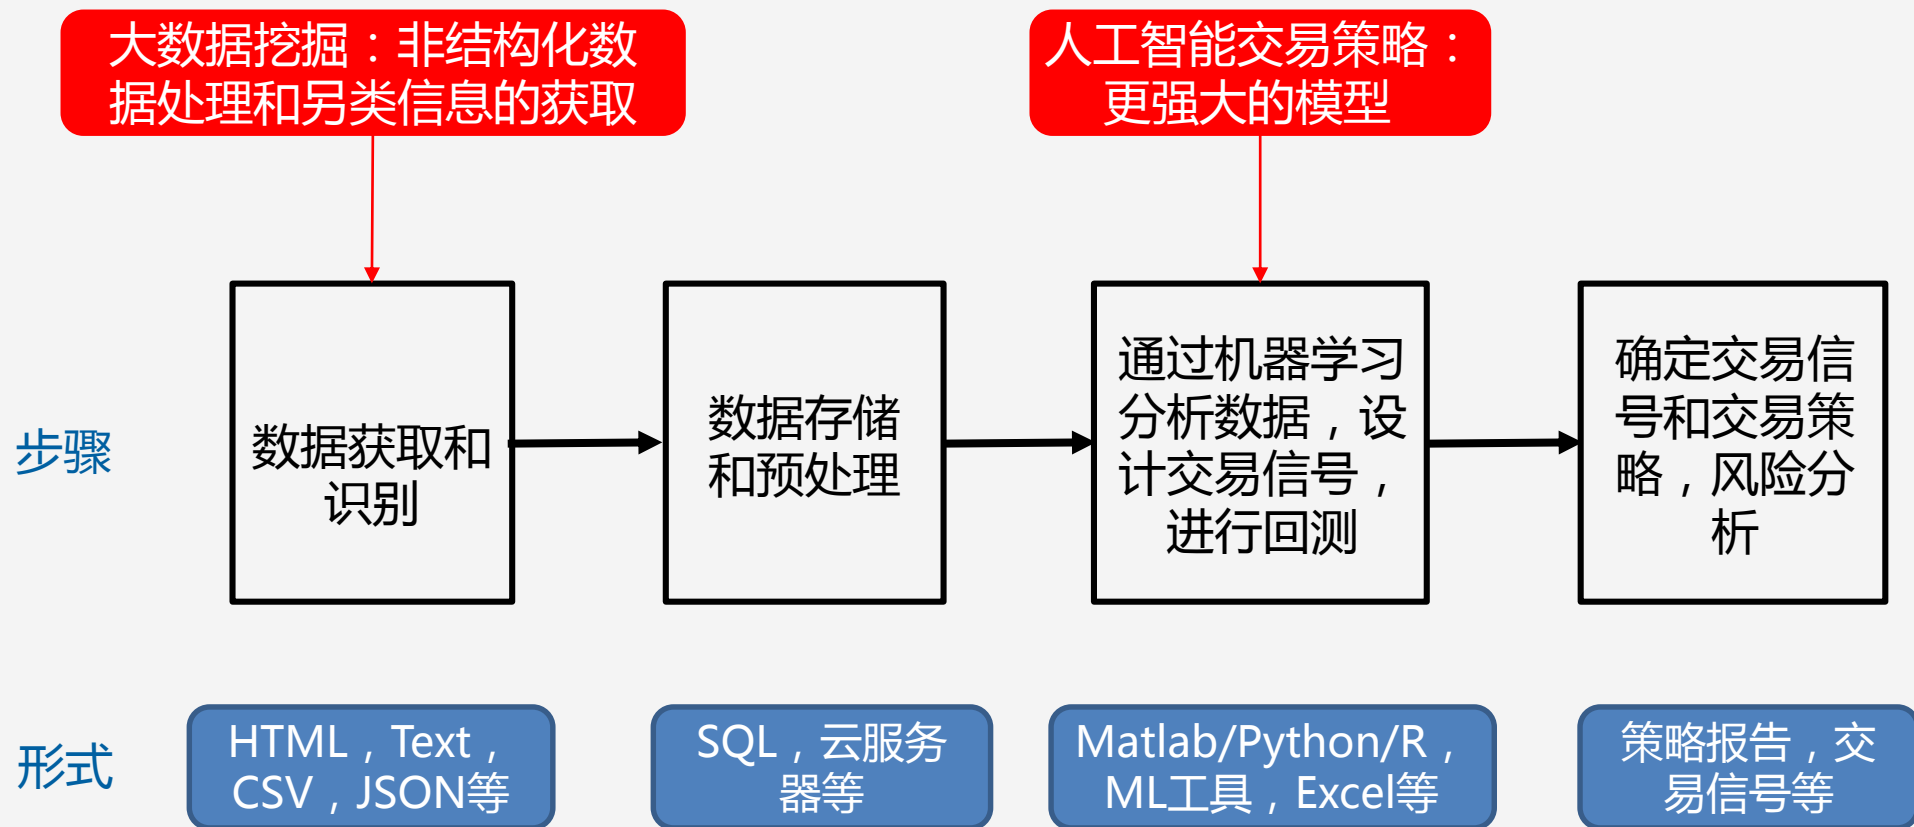 大数据挖掘：非结构化数
据处理和另类信息的获取
人工智能交易策略：
更强大的模型
步骤
数据获取和
识别
数据存储
和预处理
通过机器学习
分析数据，设
计交易信号，
进行回测
确定交易信
号和交易策
略，风险分
析
形式
HTML，Text，
CSV，JSON等
SQL，云服务
器等
Matlab/Python/R，
ML工具，Excel等
策略报告，交
易信号等